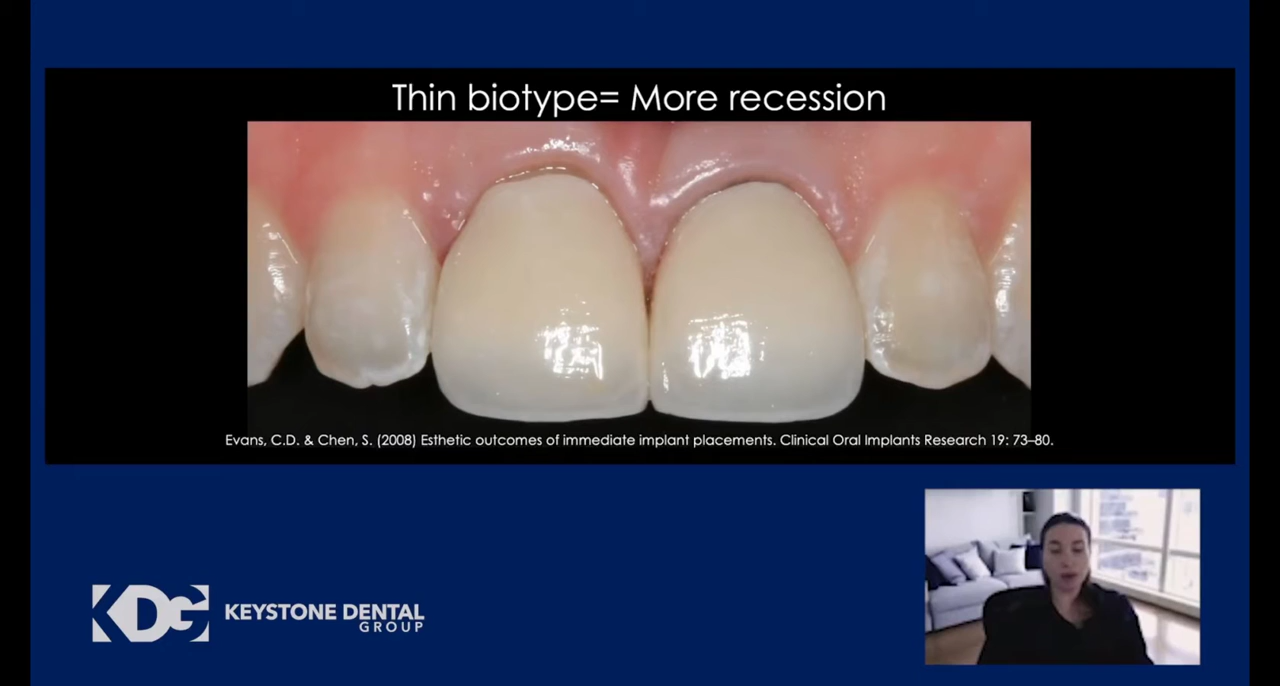 Thin biotype= More recession
Evans, C.D. & Chen, S. (2008) Esthetic outcomes of immediate implant placements. Clinical Oral Implants Research 19: 73–80.
KDG KEYSTONE DENTAL
GROUP